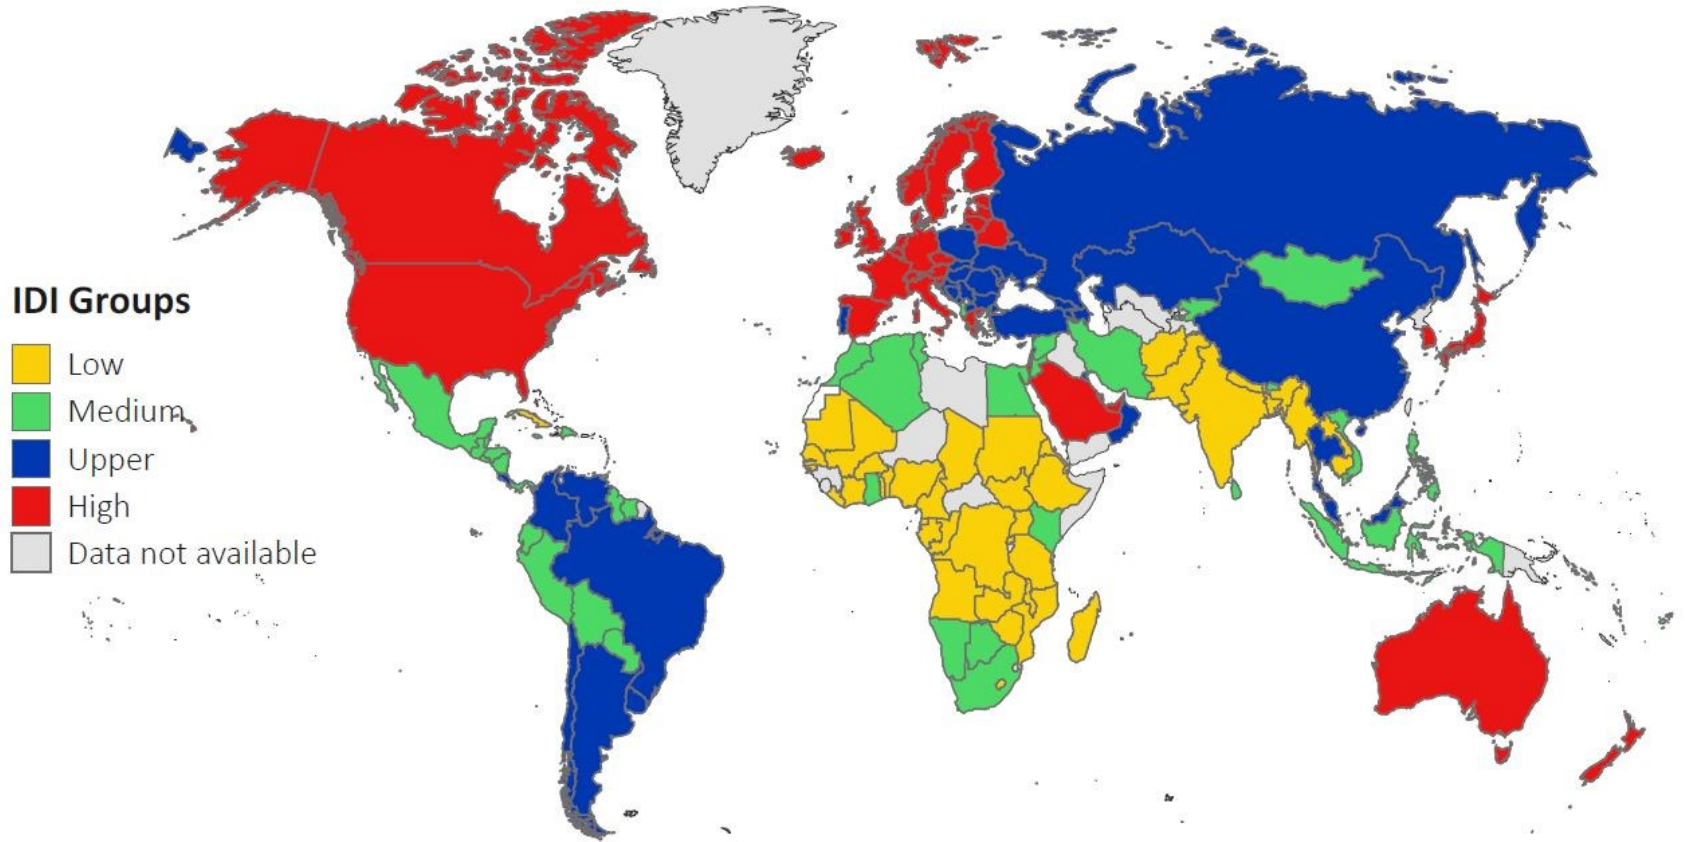 IDI Groups
Low
Medium
Upper
High
Data not available